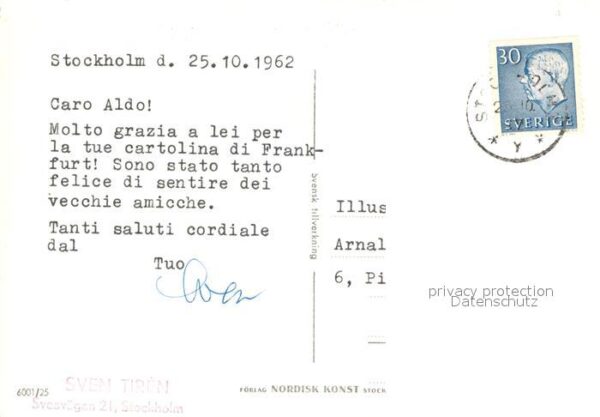 Stockholm d. 25.10.1962
Caro Aldo!
Molto grazia a lei per
la tue cartolina di Frank-
furt! Sono stato tanto
felice di sentire dei
vecchie amicche.
Tanti saluti cordiale
dal
Tuo
Sven
Svensk tillverkning
30
SVERIGE
Illus
Arnal
6, Pi
privacy protection
Datenschutz
6001/25
SVEN TIRÉN
Svesvägen 21, Stockholm
FÖRLAG NORDISK KONST STOCK